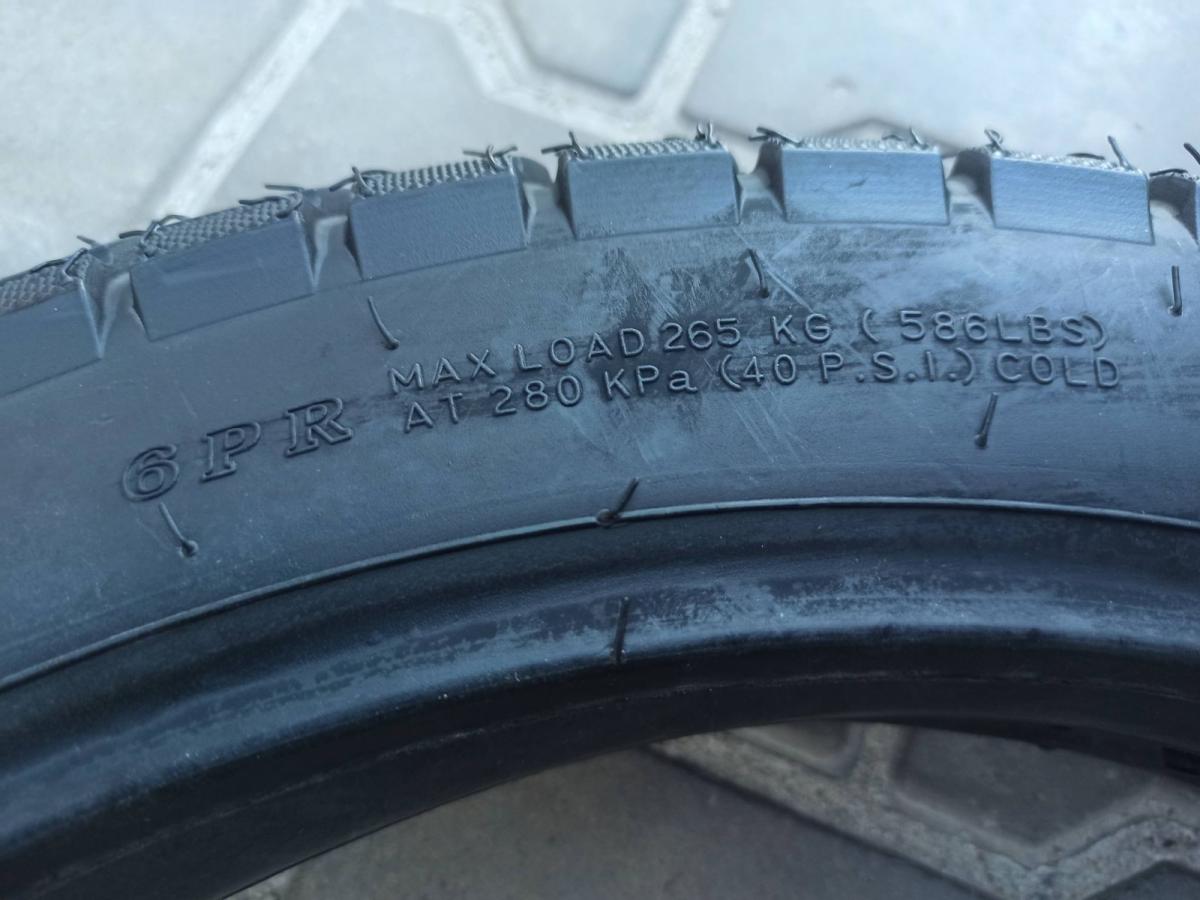 6PR
MAX LOAD 265 KG ( 586LBS)
AT 280 KPa (40 P.S.I.) COLD